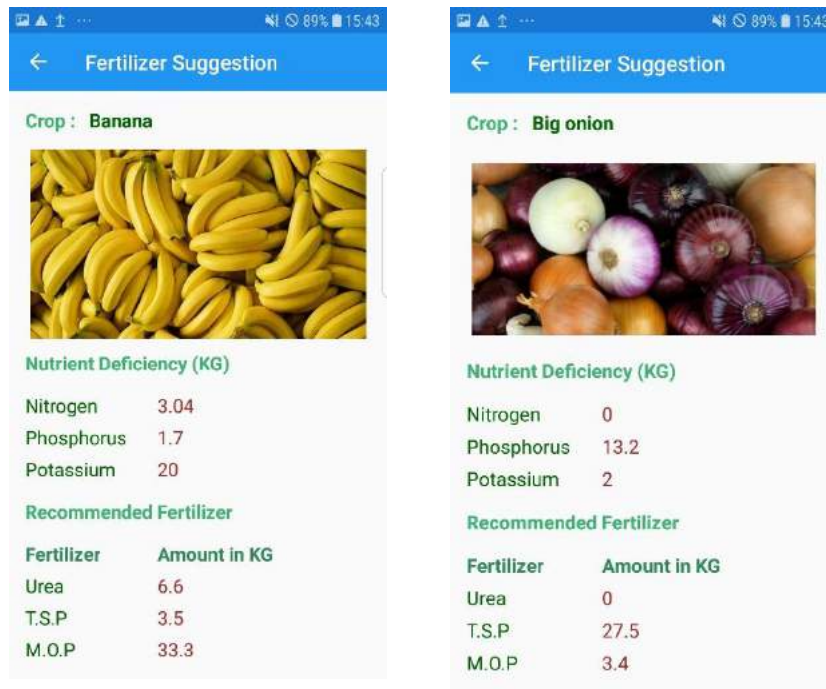 89% 15:43
Fertilizer Suggestion
Crop : Banana
Nutrient Deficiency (KG)
Nitrogen 3.04
Phosphorus 1.7
Potassium 20
Recommended Fertilizer
Fertilizer Amount in KG
Urea 6.6
T.S.P 3.5
M.O.P 33.3
89% 15:43
Fertilizer Suggestion
Crop : Big onion
Nutrient Deficiency (KG)
Nitrogen 0
Phosphorus 13.2
Potassium 2
Recommended Fertilizer
Fertilizer Amount in KG
Urea 0
T.S.P 27.5
M.O.P 3.4